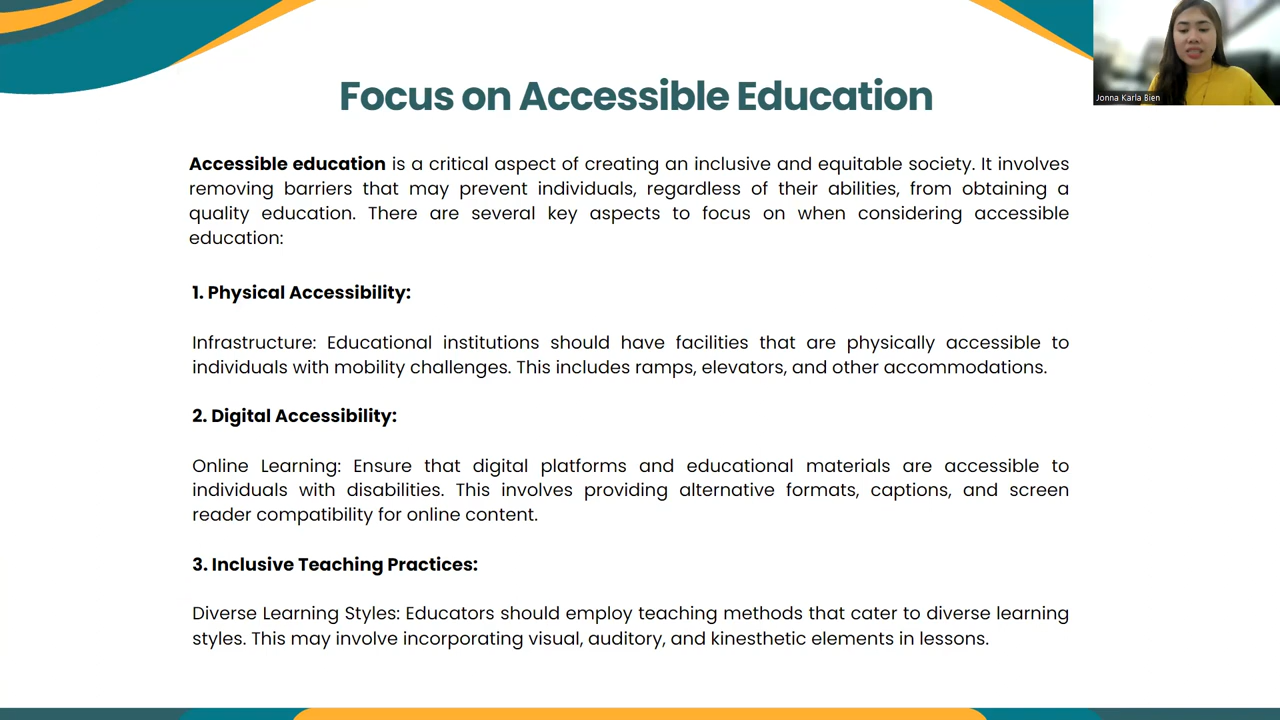 Focus on Accessible Education
Jonna Karla Bien
Accessible education is a critical aspect of creating an inclusive and equitable society. It involves
removing barriers that may prevent individuals, regardless of their abilities, from obtaining a
quality education. There are several key aspects to focus on when considering accessible
education:
1. Physical Accessibility:
Infrastructure: Educational institutions should have facilities that are physically accessible to
individuals with mobility challenges. This includes ramps, elevators, and other accommodations.
2. Digital Accessibility:
Online Learning: Ensure that digital platforms and educational materials are accessible to
individuals with disabilities. This involves providing alternative formats, captions, and screen
reader compatibility for online content.
3. Inclusive Teaching Practices:
Diverse Learning Styles: Educators should employ teaching methods that cater to diverse learning
styles. This may involve incorporating visual, auditory, and kinesthetic elements in lessons.